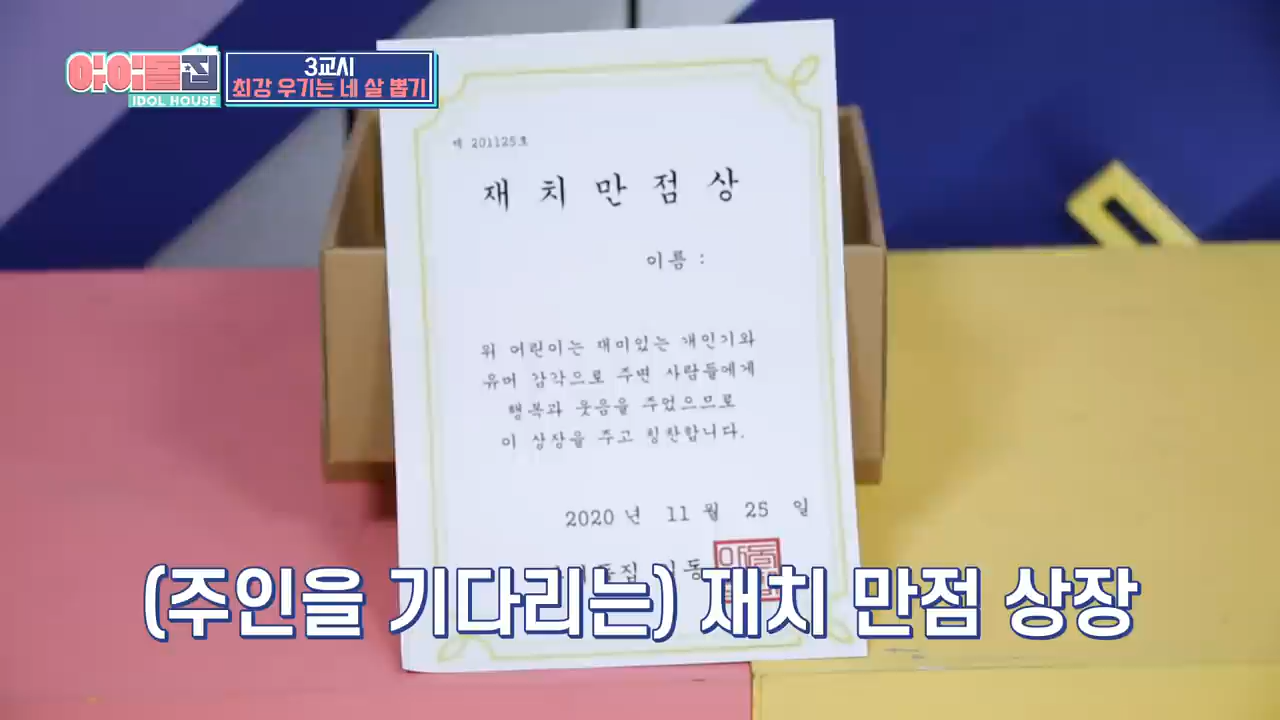 아이돌집
IDOL HOUSE
3교시
최강 우기는 네 살 뽑기
제 201125호
재치만점상
이름 :
위 어린이는 재미있는 개인기와
유머 감각으로 주변 사람들에게
행복과 웃음을 주었으므로
이 상장을 주고 칭찬합니다.
2020 년 11 월 25 일
(주인을 기다리는) 재치 만점 상장